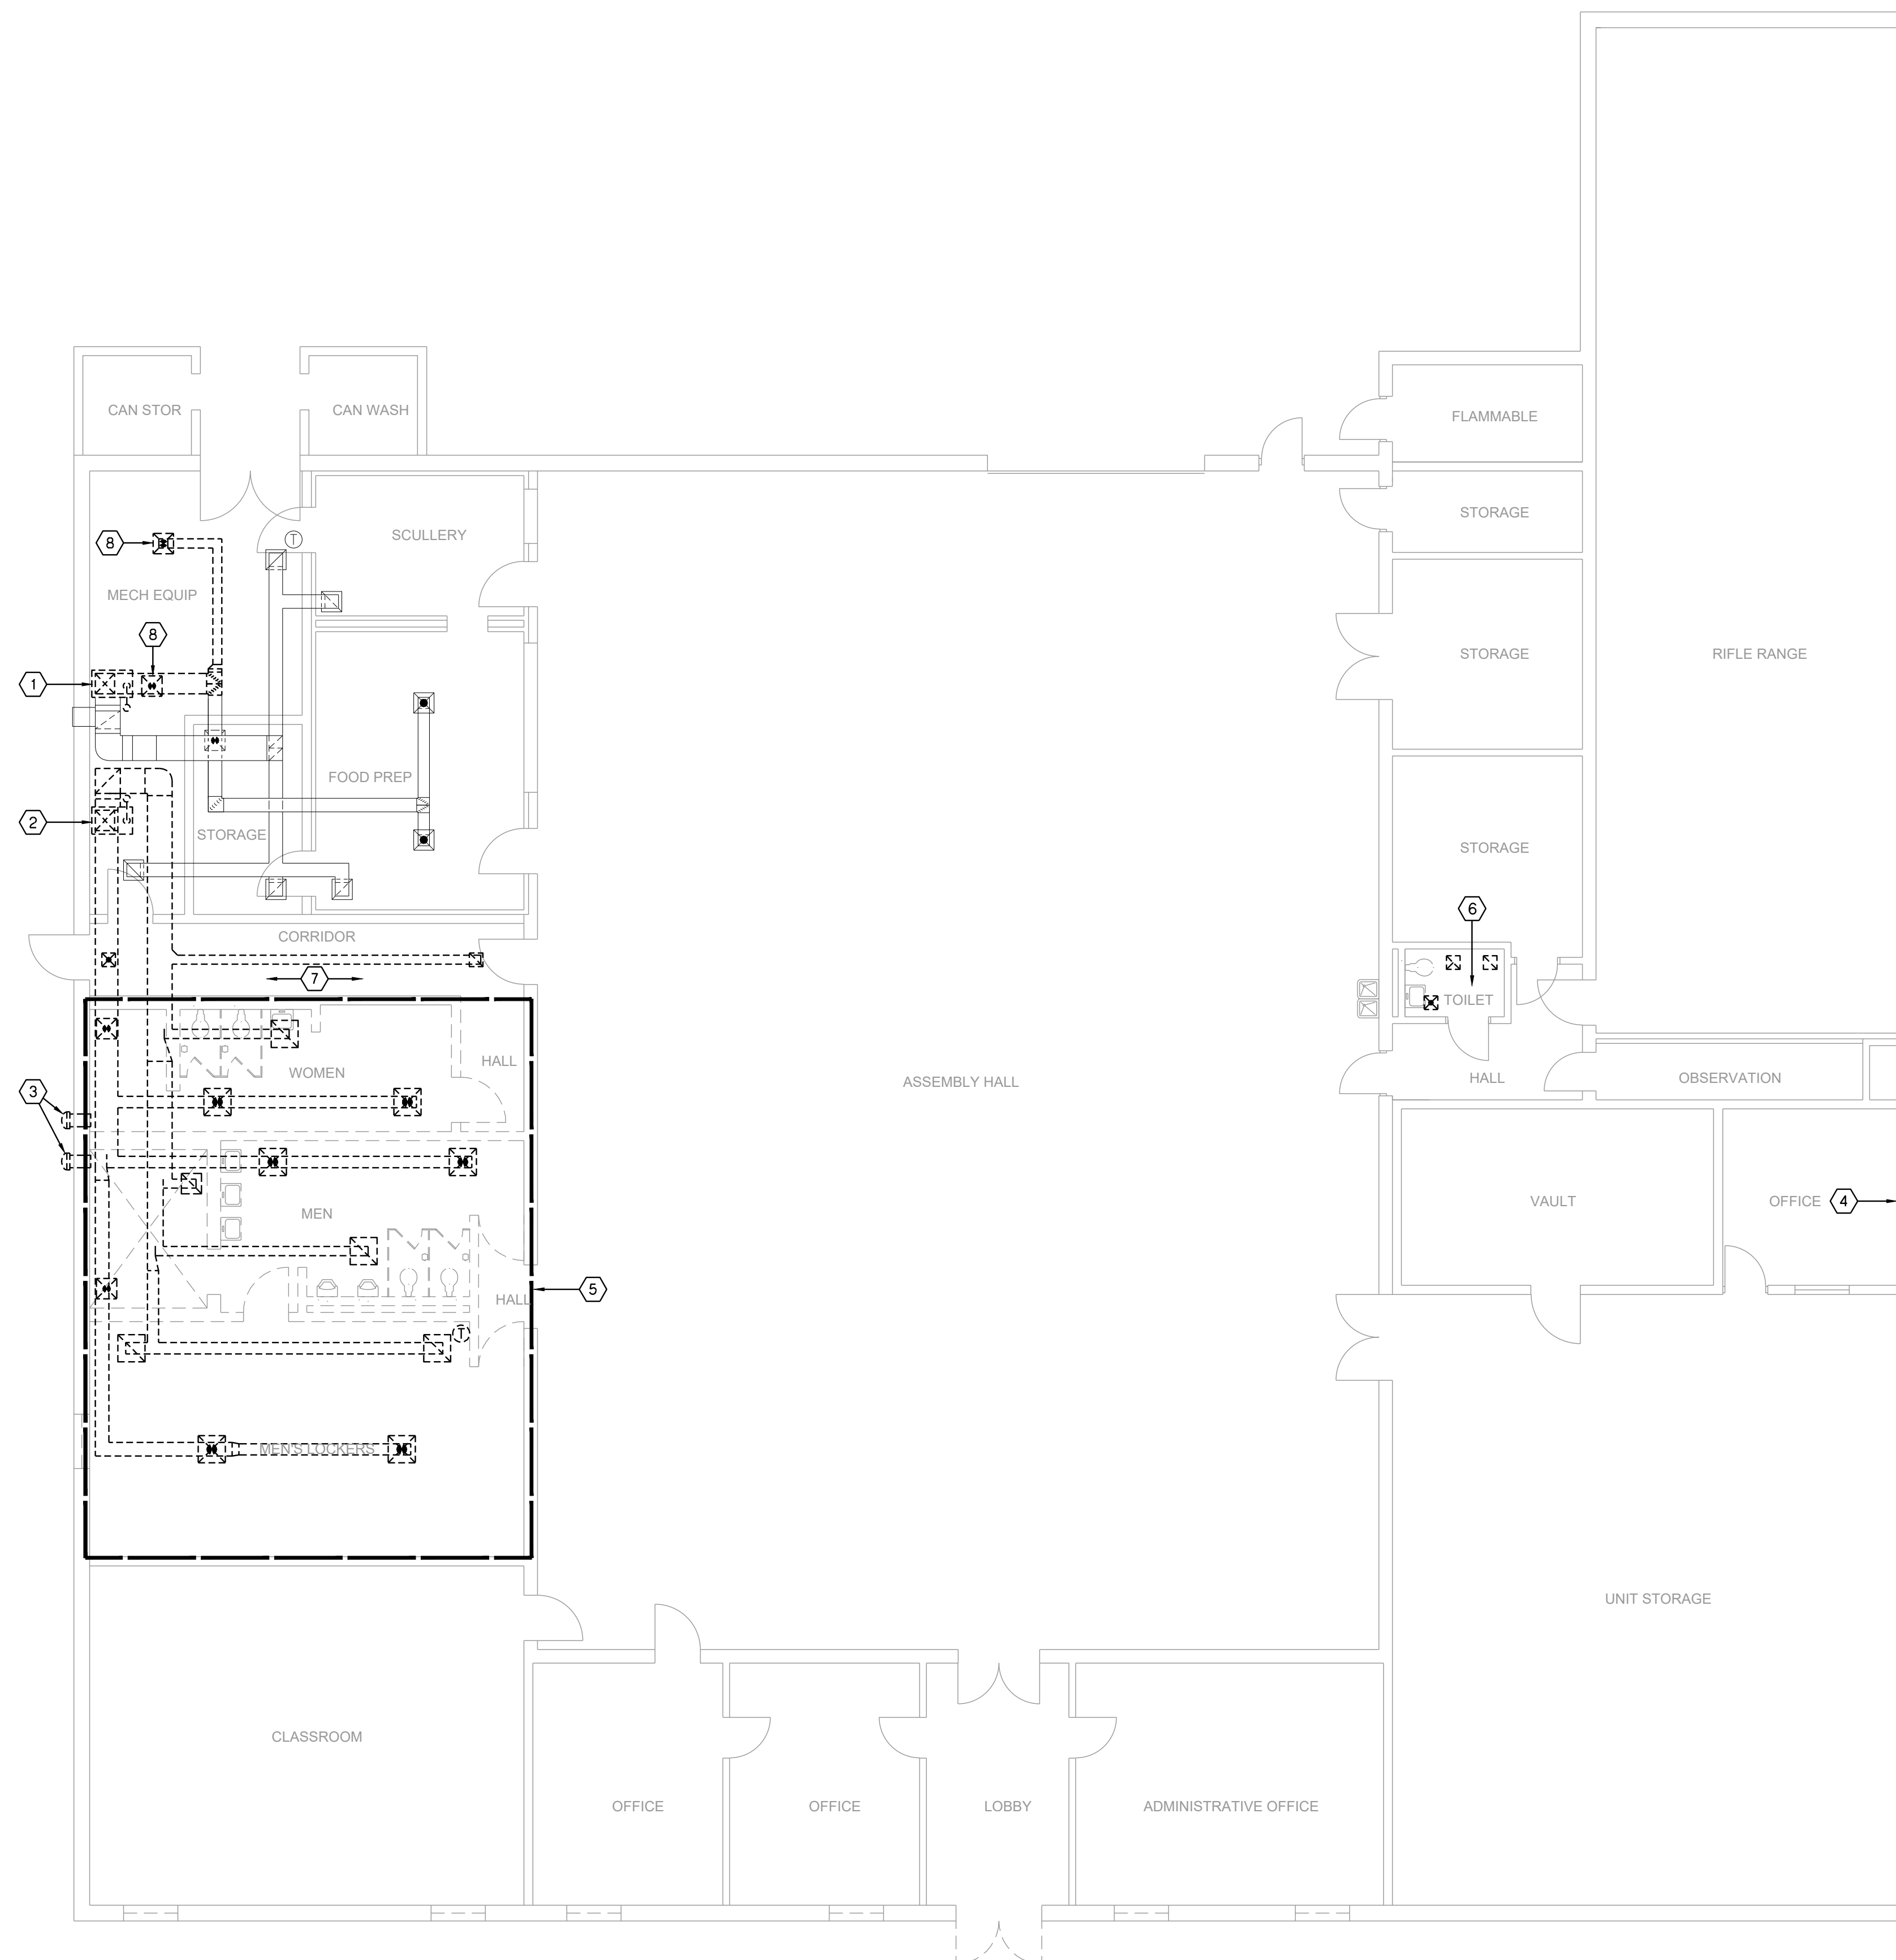 CAN STOR
CAN WASH
FLAMMABLE
STORAGE
SCULLERY
T
8
MECH EQUIP
8
STORAGE
RIFLE RANGE
1
FOOD PREP
2
STORAGE
STORAGE
6
CORRIDOR
7
TOILET
HALL
WOMEN
3
ASSEMBLY HALL
HALL
OBSERVATION
MEN
VAULT
OFFICE
4
HALL
5
T
MEN'S LOCKERS
UNIT STORAGE
CLASSROOM
OFFICE
OFFICE
LOBBY
ADMINISTRATIVE OFFICE